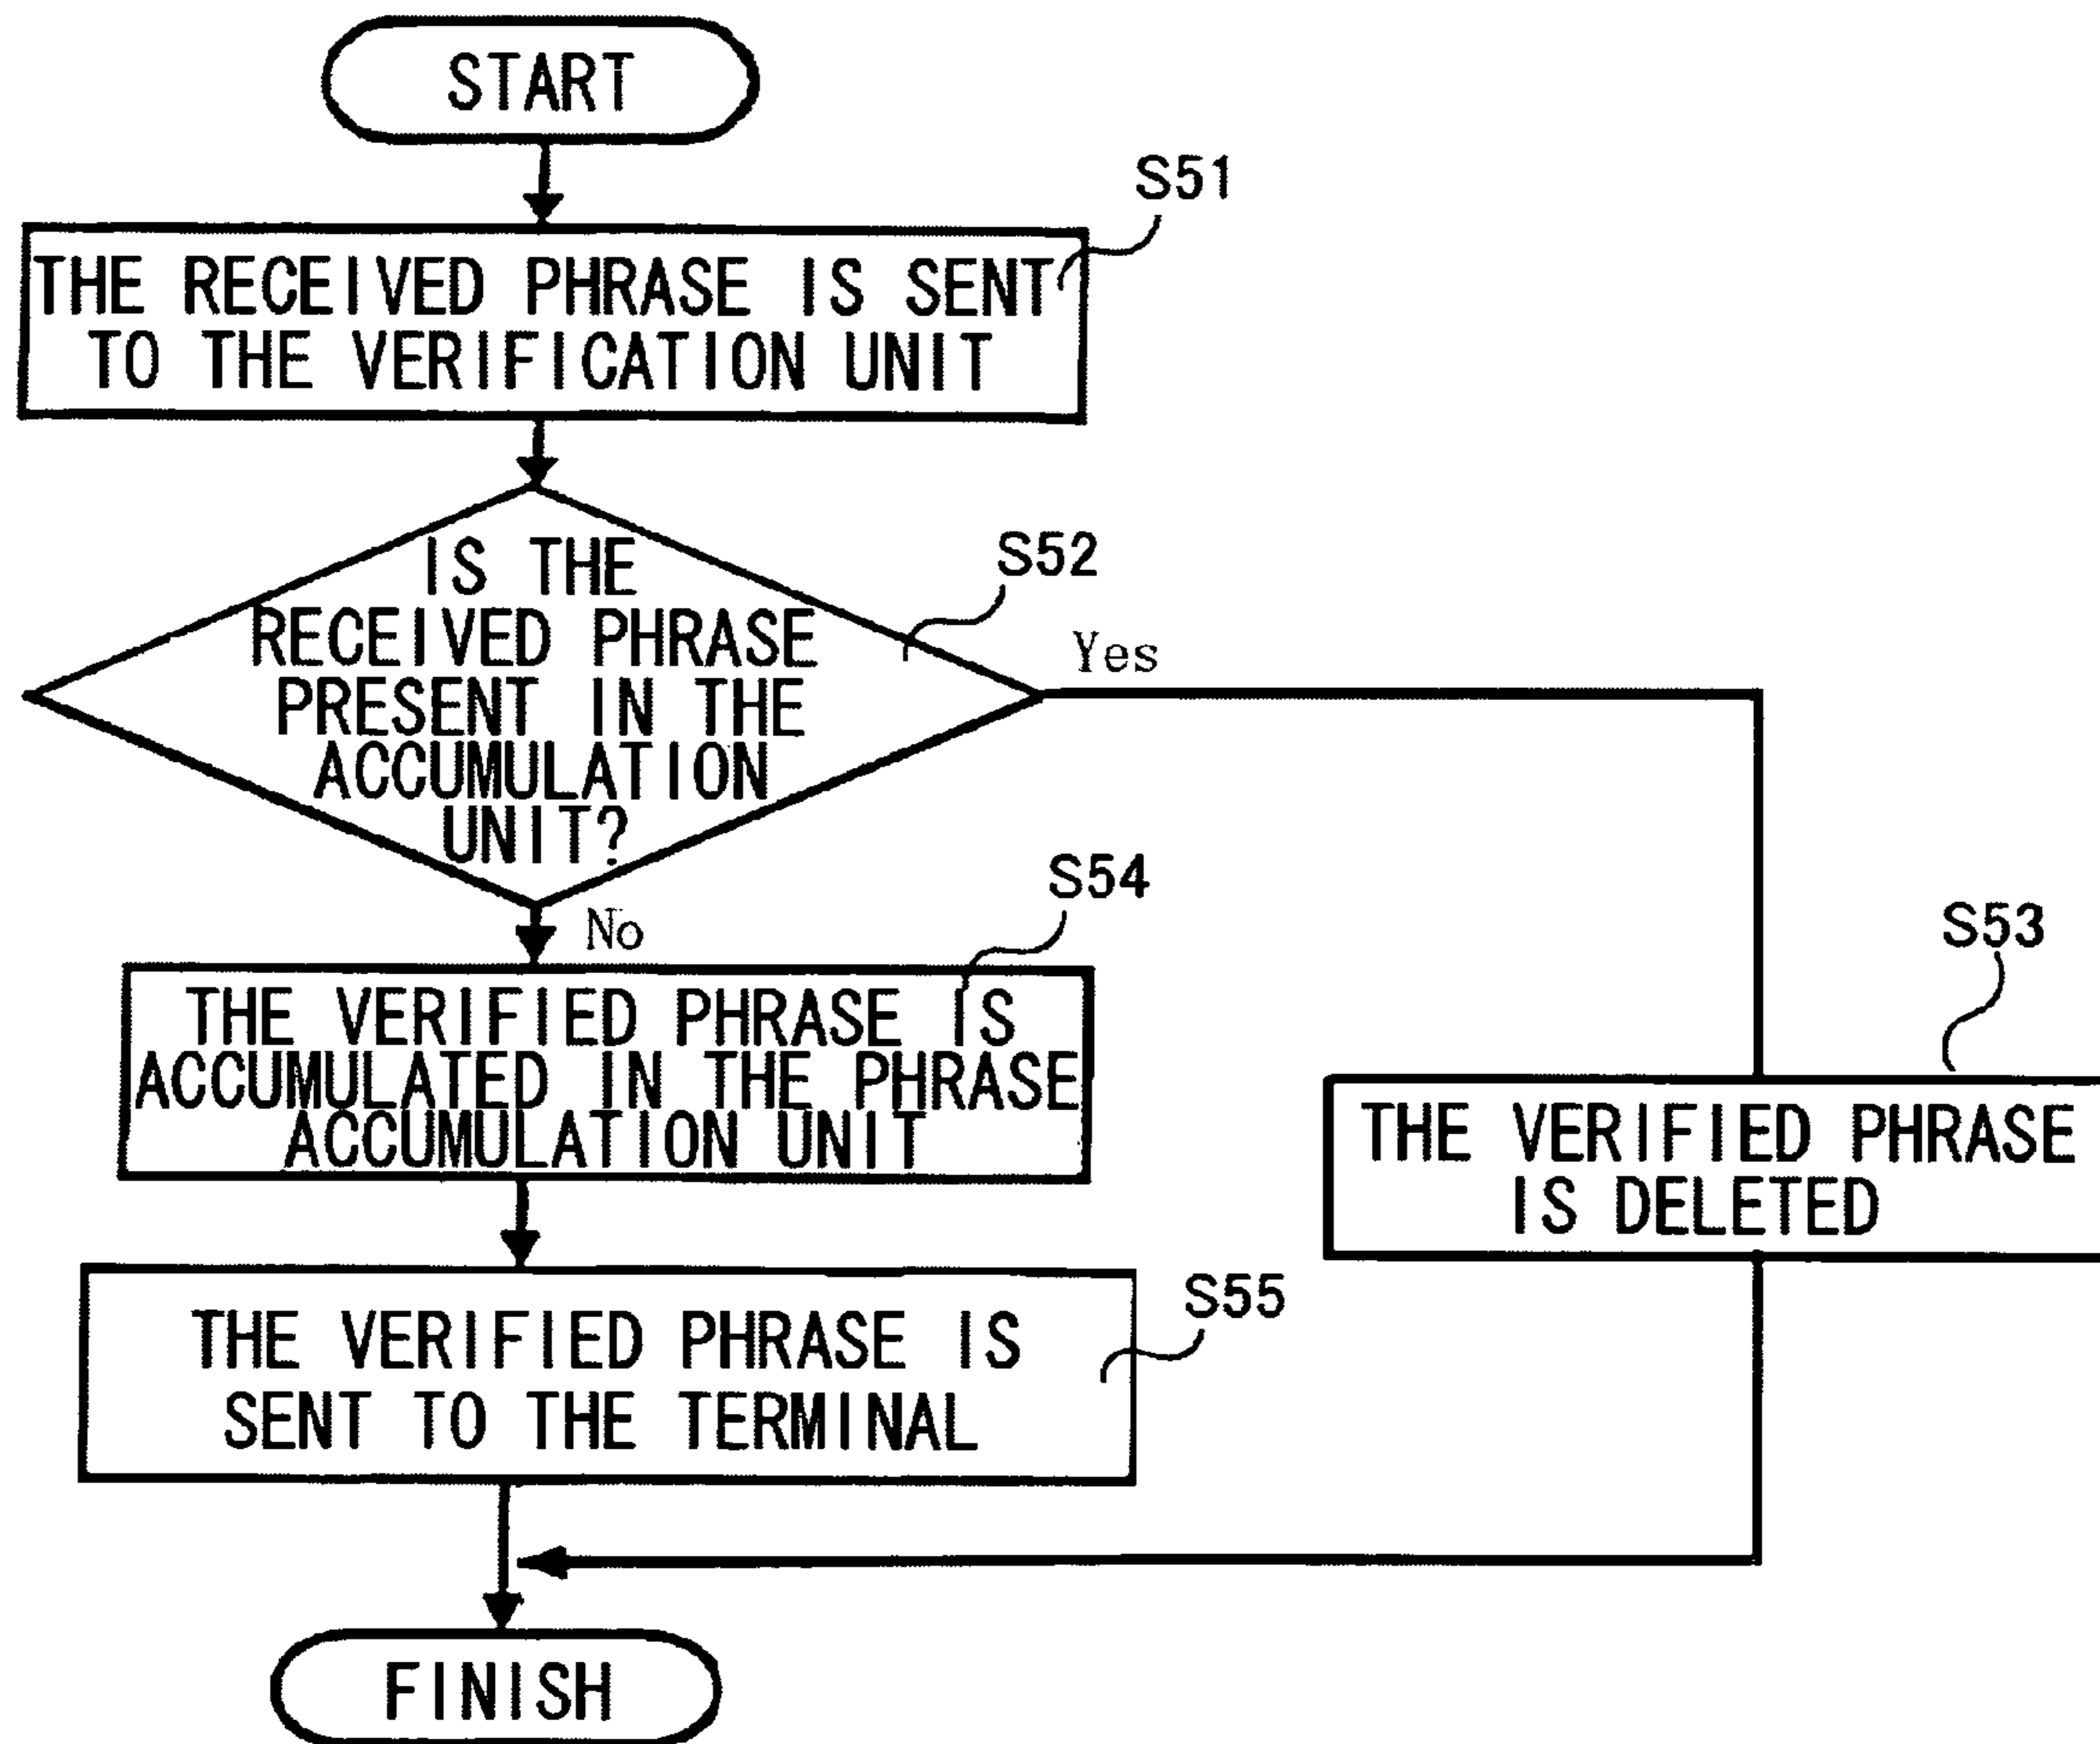 START
S51
THE RECEIVED PHRASE IS SENT
TO THE VERIFICATION UNIT
S52
IS THE
RECEIVED PHRASE
PRESENT IN THE
ACCUMULATION
UNIT?
Yes
No
S54
THE VERIFIED PHRASE IS
ACCUMULATED IN THE PHRASE
ACCUMULATION UNIT
S53
THE VERIFIED PHRASE
IS DELETED
S55
THE VERIFIED PHRASE IS
SENT TO THE TERMINAL
FINISH